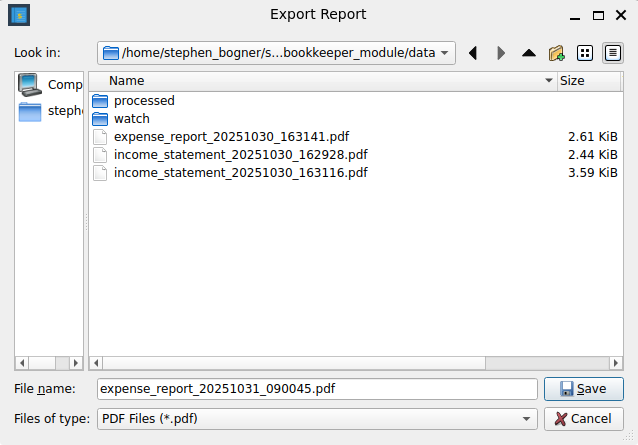 Export Report
Look in: /home/stephen_bogner/s...bookkeeper_module/data
Comp
steph
Name Size
processed
watch
expense_report_20251030_163141.pdf 2.61 KiB
income_statement_20251030_162928.pdf 2.44 KiB
income_statement_20251030_163116.pdf 3.59 KiB
File name: expense_report_20251031_090045.pdf Save
Files of type: PDF Files (*.pdf) Cancel